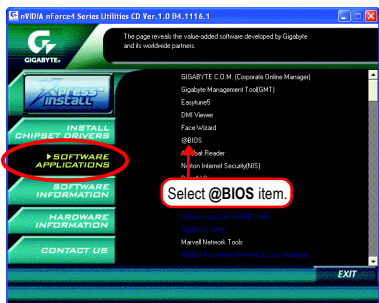 nVIDIA nForce4 Series Utilities CD Ver.1.0 B4.1116.1
The page reveals the value-added software developed by Gigabyte
and its worldwide partners.
GIGABYTE
Xpress™
Install
INSTALL
CHIPSET DRIVERS
SOFTWARE
APPLICATIONS
SOFTWARE
INFORMATION
HARDWARE
INFORMATION
CONTACT US
GIGABYTE C.O.M. (Corporate Online Manager)
Gigabyte Management Tool(GMT)
Easytune5
DMI Viewer
Face-Wizard
@BIOS
Acrobat Reader
Norton Internet Security(NIS)
Select @BIOS item.
Marvell Network Tools
EXIT